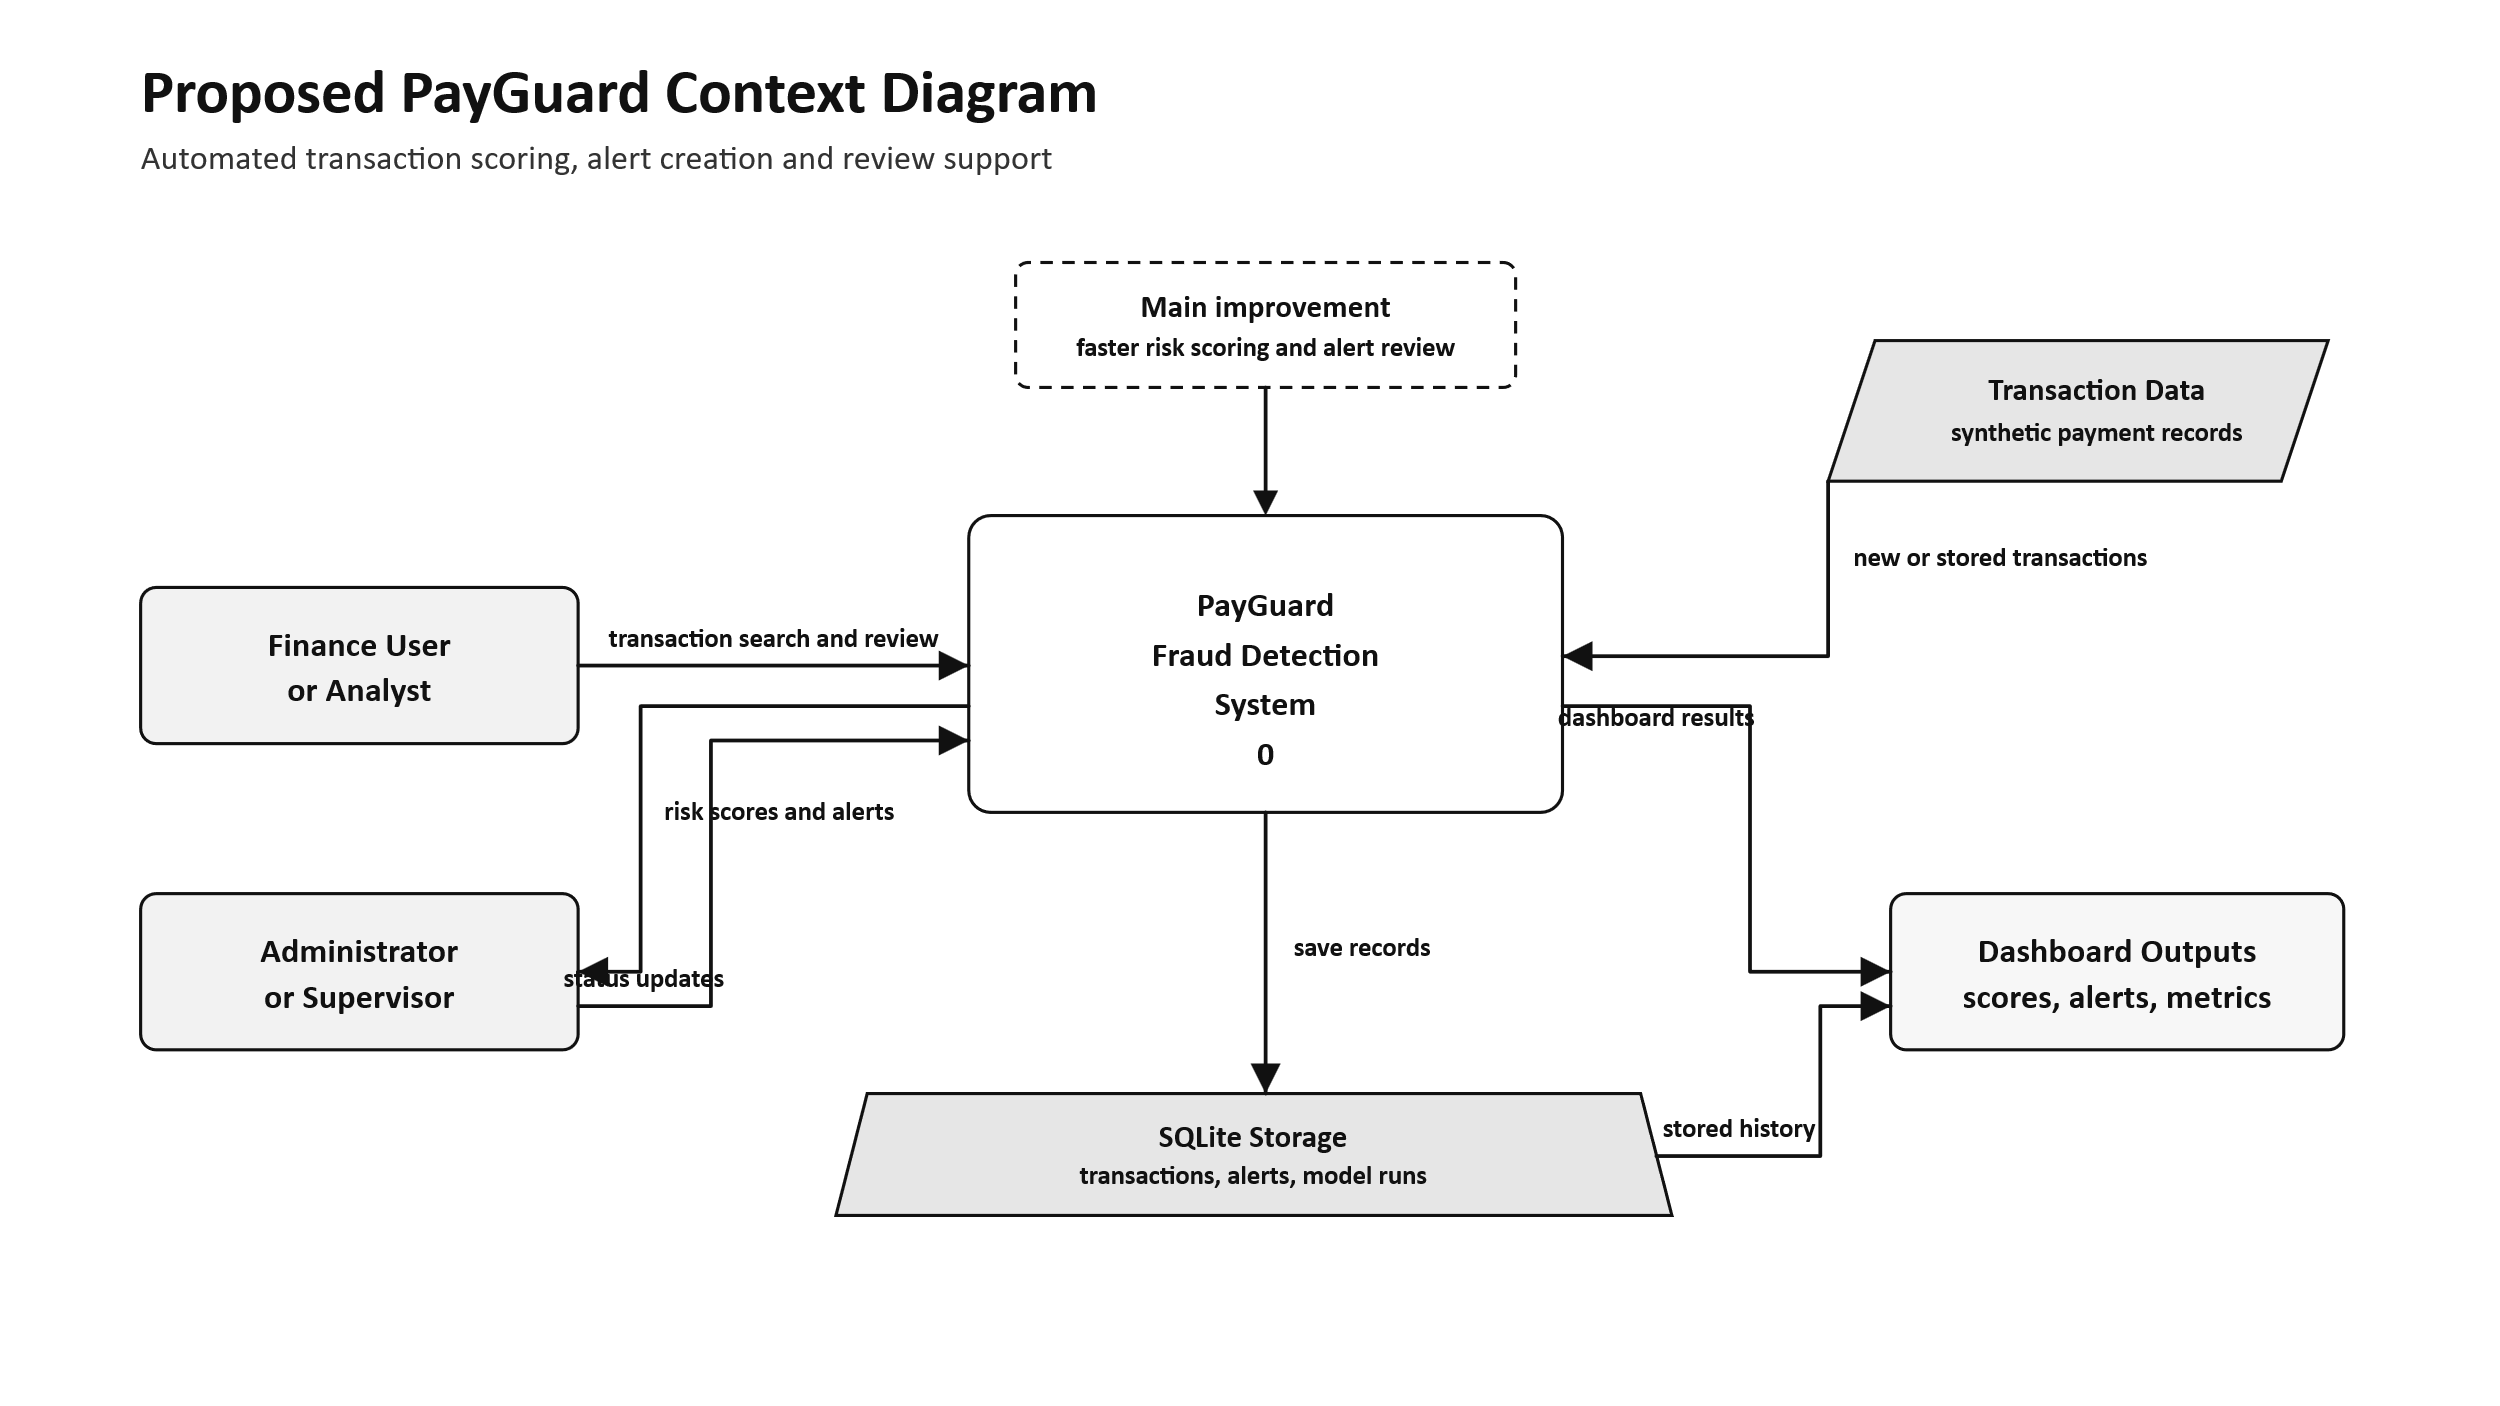 Proposed PayGuard Context Diagram
Automated transaction scoring, alert creation and review support
Main improvement
faster risk scoring and alert review
Transaction Data
synthetic payment records
new or stored transactions
PayGuard
Fraud Detection
System
0
Finance User
or Analyst
transaction search and review
dashboard results
risk scores and alerts
Administrator
or Supervisor
status updates
save records
Dashboard Outputs
scores, alerts, metrics
SQLite Storage
transactions, alerts, model runs
stored history